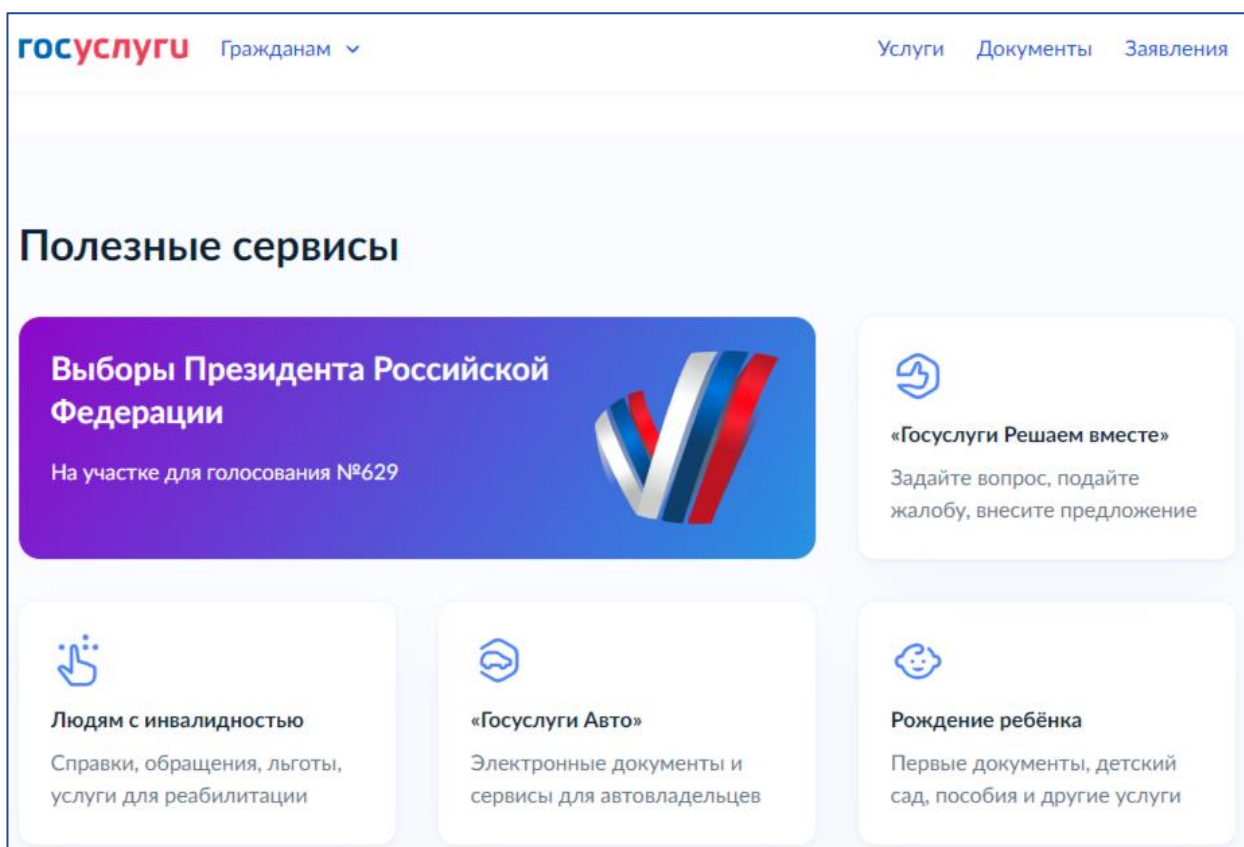 госуслуги Гражданам Услуги Документы Заявления
Полезные сервисы
Выборы Президента Российской
Федерации
На участке для голосования №629
«Госуслуги Решаем вместе»
Задайте вопрос, подайте
жалобу, внесите предложение
Людям с инвалидностью
Справки, обращения, льготы,
услуги для реабилитации
«Госуслуги Авто»
Электронные документы и
сервисы для автовладельцев
Рождение ребёнка
Первые документы, детский
сад, пособия и другие услуги